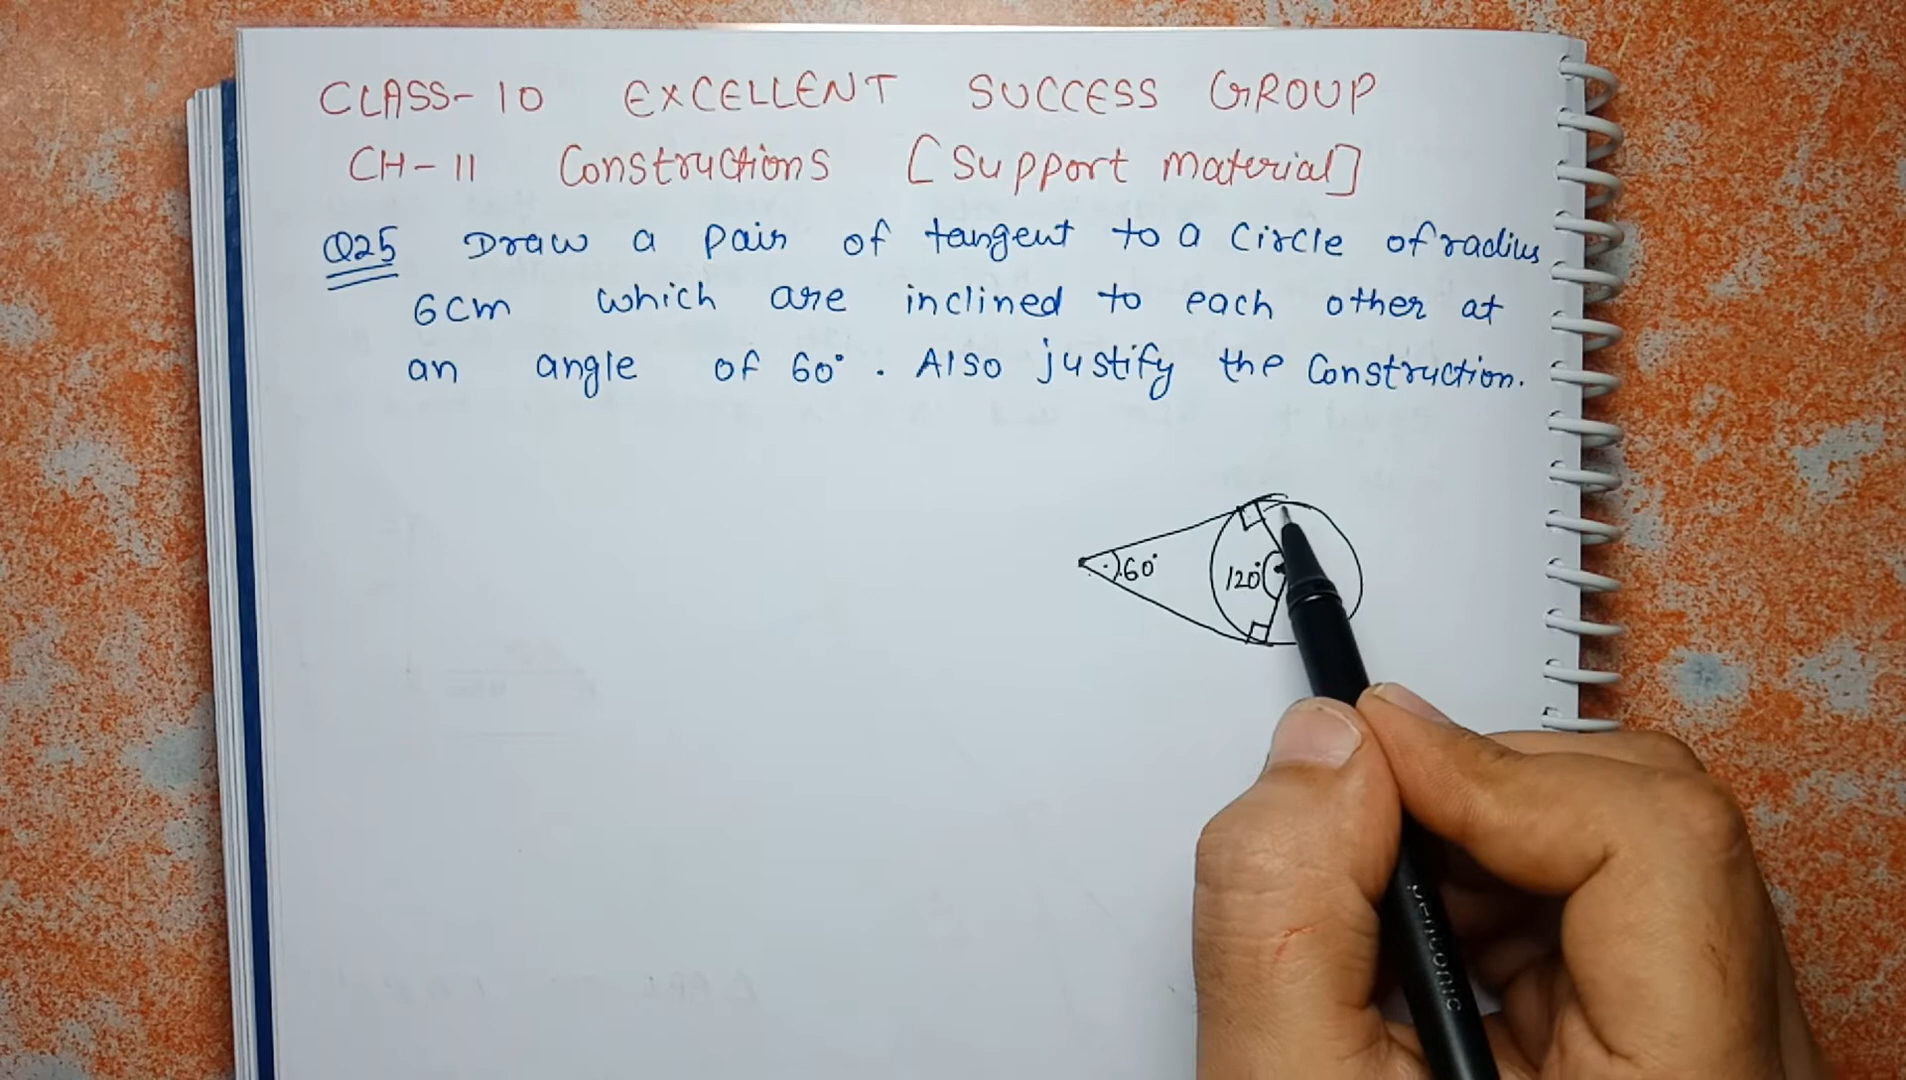 CLASS-10 EXCELLENT SUCCESS GROUP
CH-11 Constructions [Support material]
Q25 Draw a pair of tangent to a circle of radius
6cm which are inclined to each other at
an angle of 60°. Also justify the Construction.
60°
120°